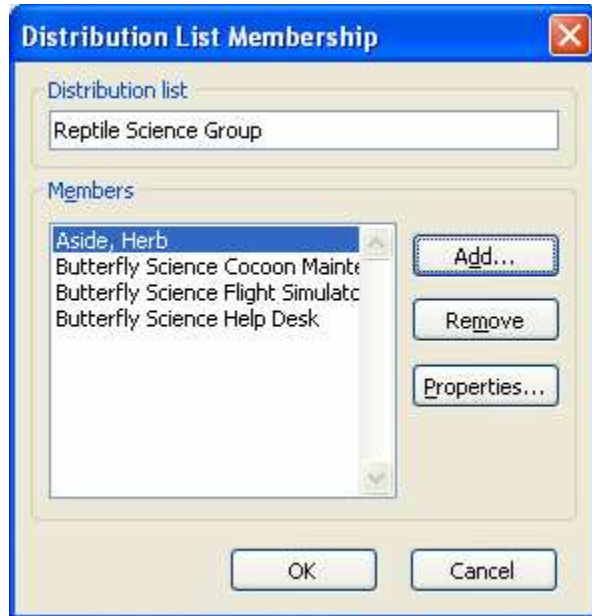 Distribution List Membership
Distribution list
Reptile Science Group
Members
Aside, Herb
Butterfly Science Cocoon Mainte
Butterfly Science Flight Simulatc
Butterfly Science Help Desk
Add...
Remove
Properties...
OK
Cancel